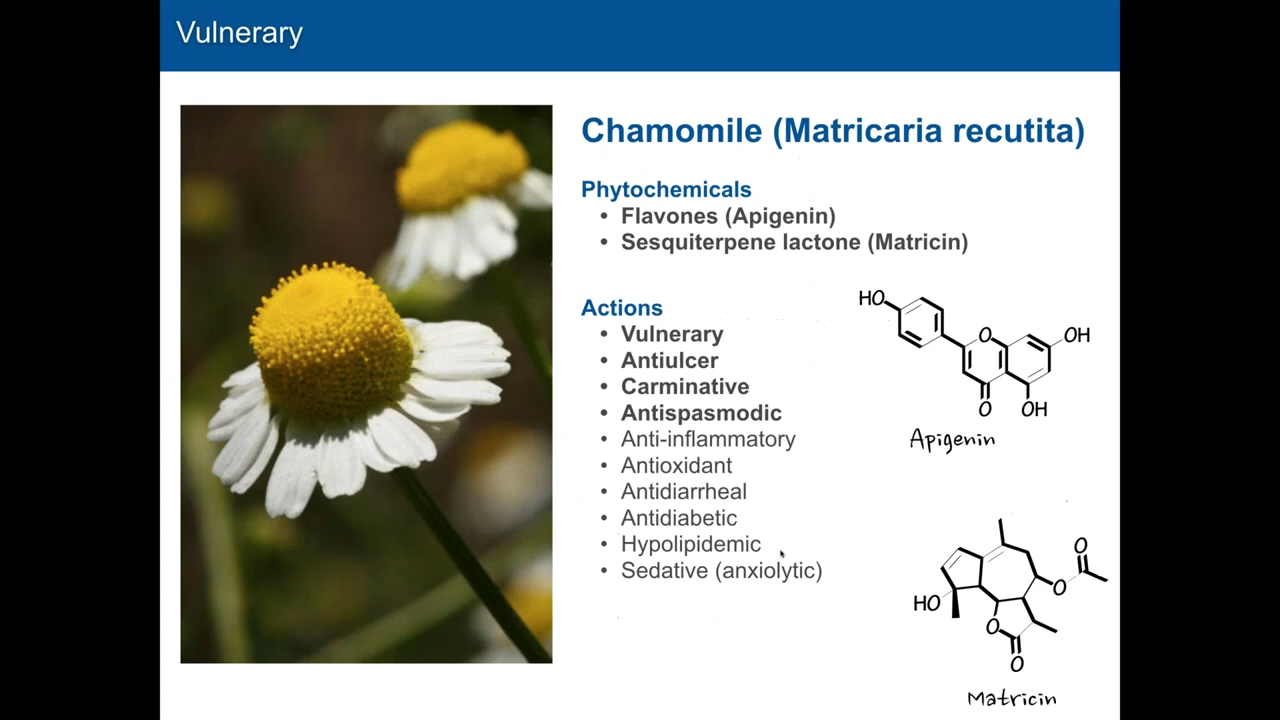 Vulnerary
Chamomile (Matricaria recutita)
Phytochemicals
• Flavones (Apigenin)
• Sesquiterpene lactone (Matricin)
Actions
• Vulnerary
• Antiulcer
• Carminative
• Antispasmodic
• Anti-inflammatory
• Antioxidant
• Antidiarrheal
• Antidiabetic
• Hypolipidemic
• Sedative (anxiolytic)
HO
O
OH
O
OH
Apigenin
O
O
HO
O
O
Matricin